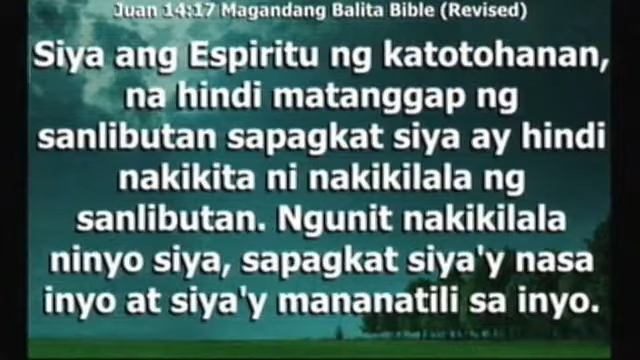 Juan 14:17 Magandang Balita Bible (Revised)
Siya ang Espiritu ng katotohanan,
na hindi matanggap ng
sanlibutan sapagkat siya ay hindi
nakikita ni nakikilala ng
sanlibutan. Ngunit nakikilala
ninyo siya, sapagkat siya'y nasa
inyo at siya'y mananatili sa inyo.